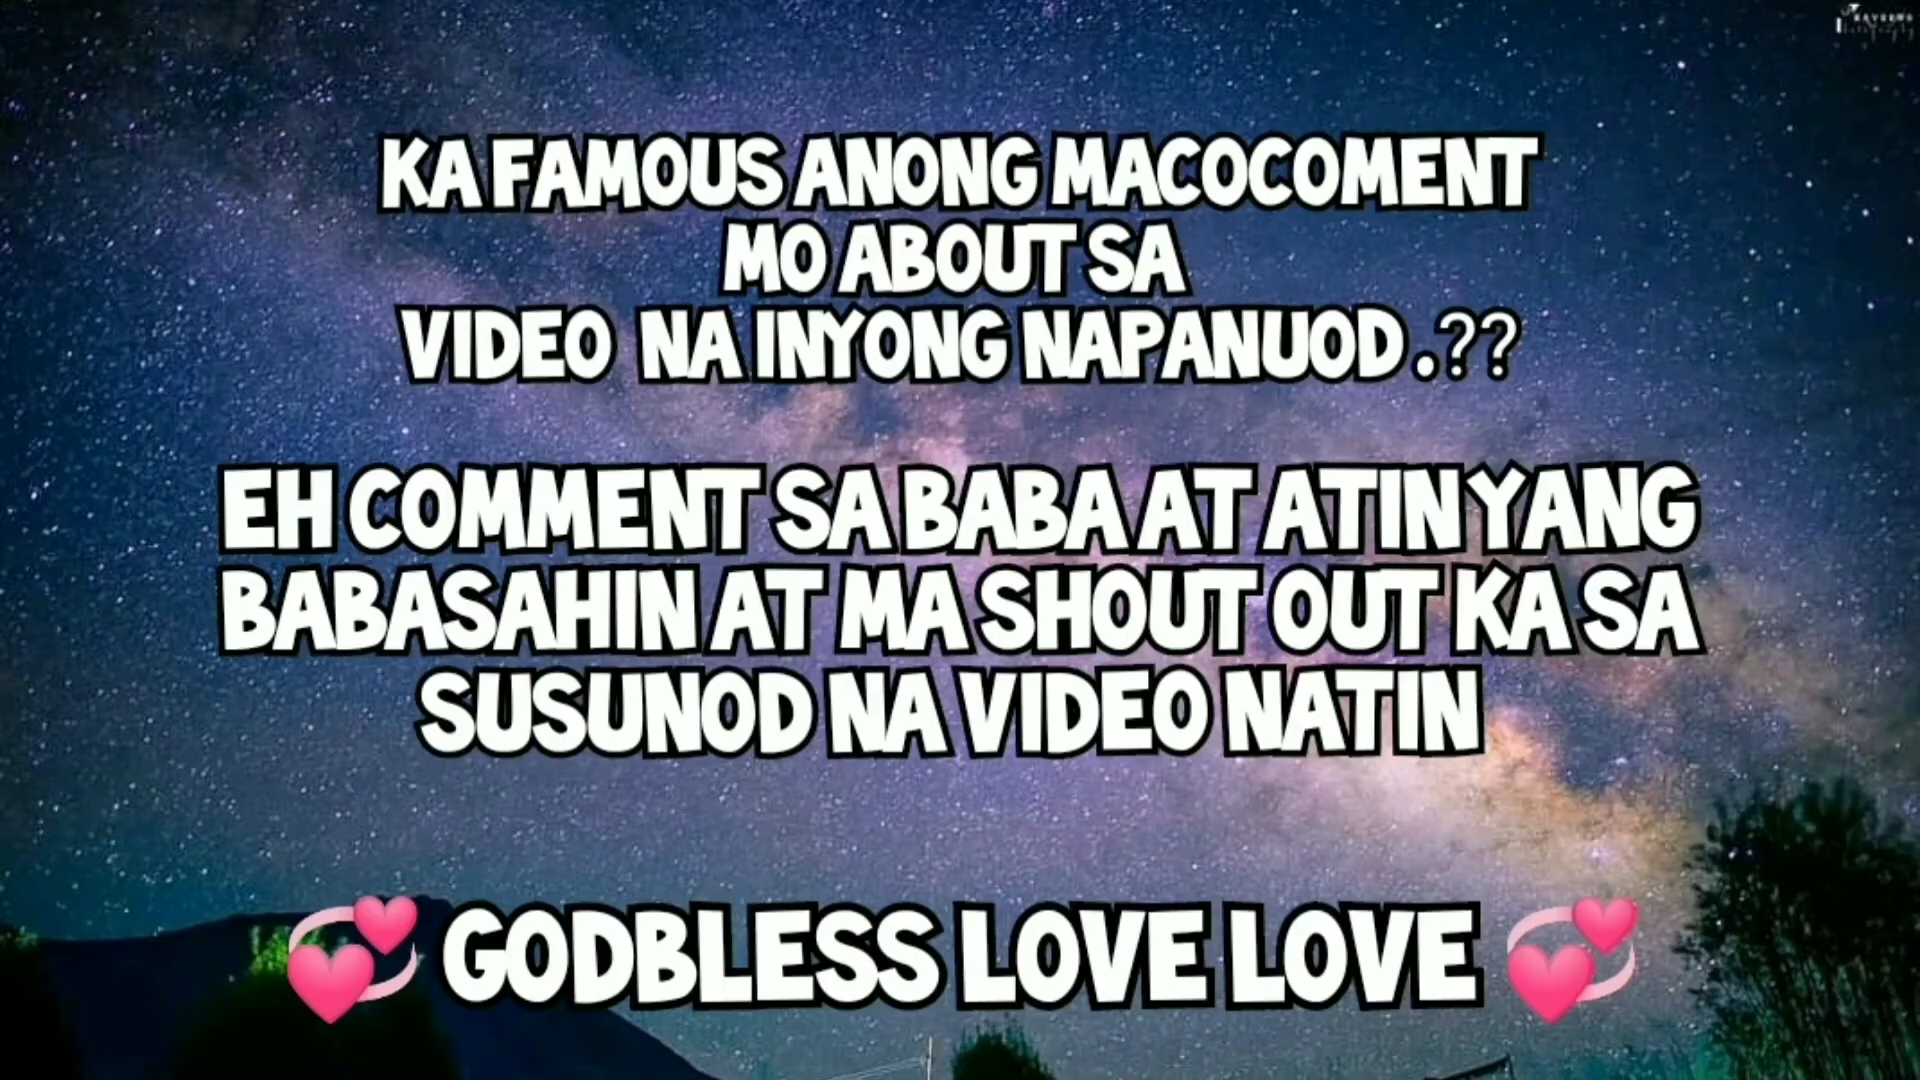 KA FAMOUS ANONG MACOCOMENT
MO ABOUT SA
VIDEO NA INYONG NAPANUOD .??
EH COMMENT SA BABA AT ATIN YANG
BABASAHIN AT MA SHOUT OUT KA SA
SUSUNOD NA VIDEO NATIN
💞 GODBLESS LOVE LOVE 💞